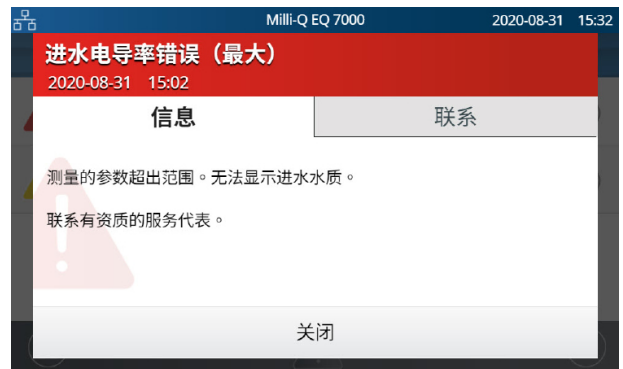 Milli-Q EQ 7000
2020-08-31 15:32
进水电导率错误（最大）
2020-08-31 15:02
信息
联系
测量的参数超出范围。无法显示进水水质。
联系有资质的服务代表。
关闭